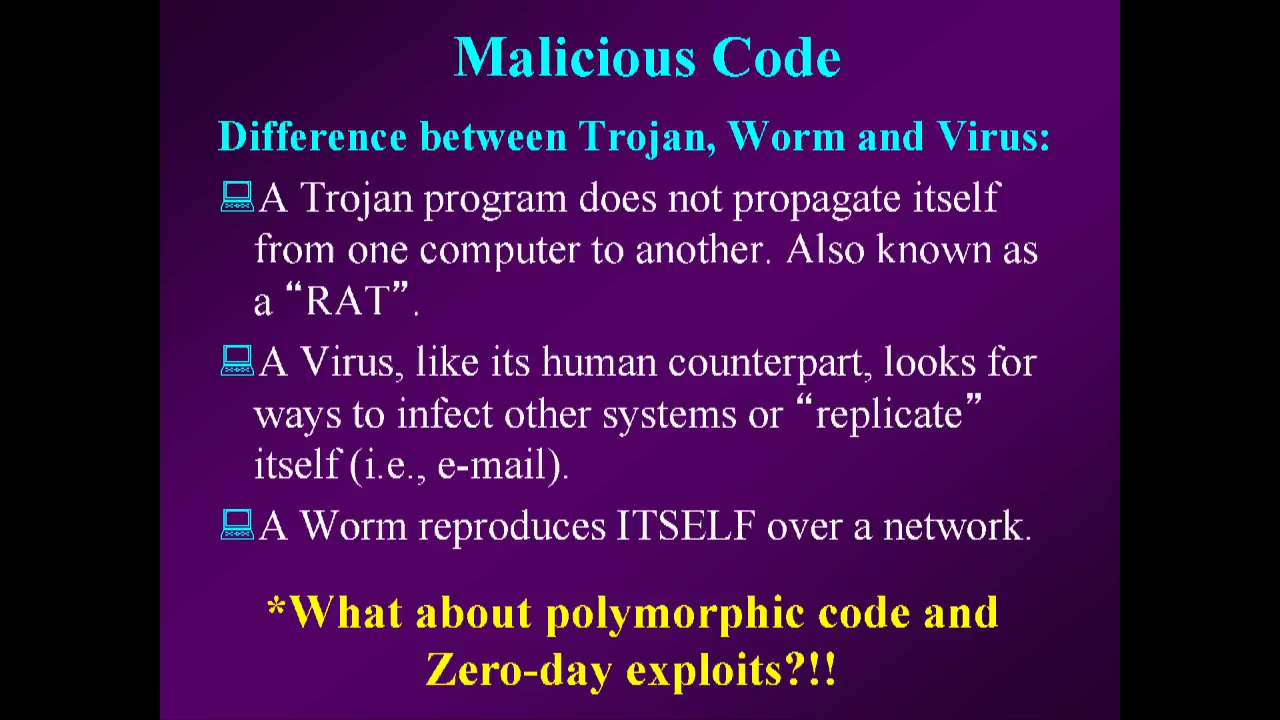 Malicious Code
Difference between Trojan, Worm and Virus:
A Trojan program does not propagate itself
from one computer to another. Also known as
a “RAT”.
A Virus, like its human counterpart, looks for
ways to infect other systems or “replicate”
itself (i.e., e-mail).
A Worm reproduces ITSELF over a network.
*What about polymorphic code and
Zero-day exploits?!!